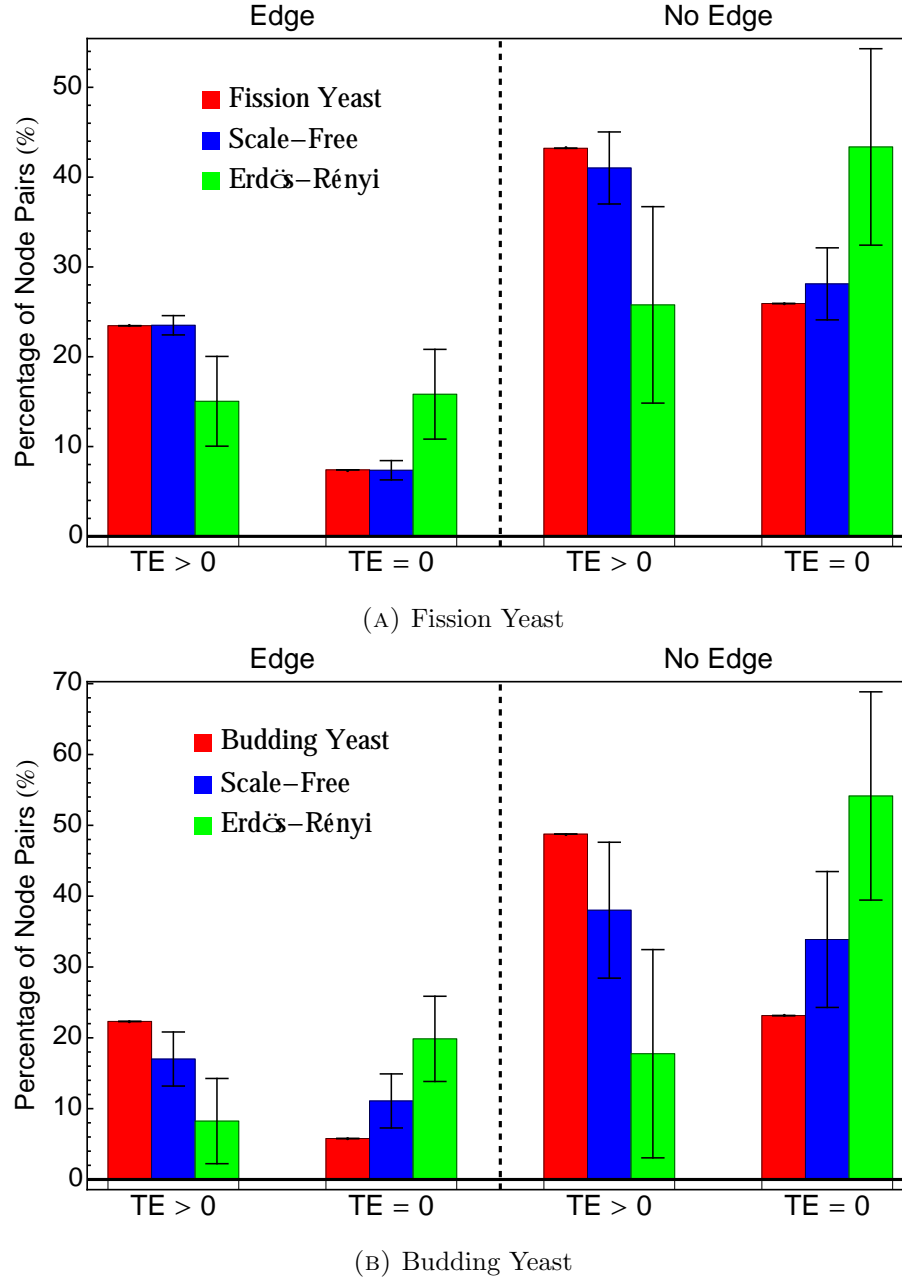 Edge No Edge
Percentage of Node Pairs (%)
50
40
30
20
10
0
Fission Yeast
Scale–Free
Erdös–Rényi
TE > 0 TE = 0 TE > 0 TE = 0
(A) Fission Yeast
Edge No Edge
Percentage of Node Pairs (%)
70
60
50
40
30
20
10
0
Budding Yeast
Scale–Free
Erdös–Rényi
TE > 0 TE = 0 TE > 0 TE = 0
(B) Budding Yeast